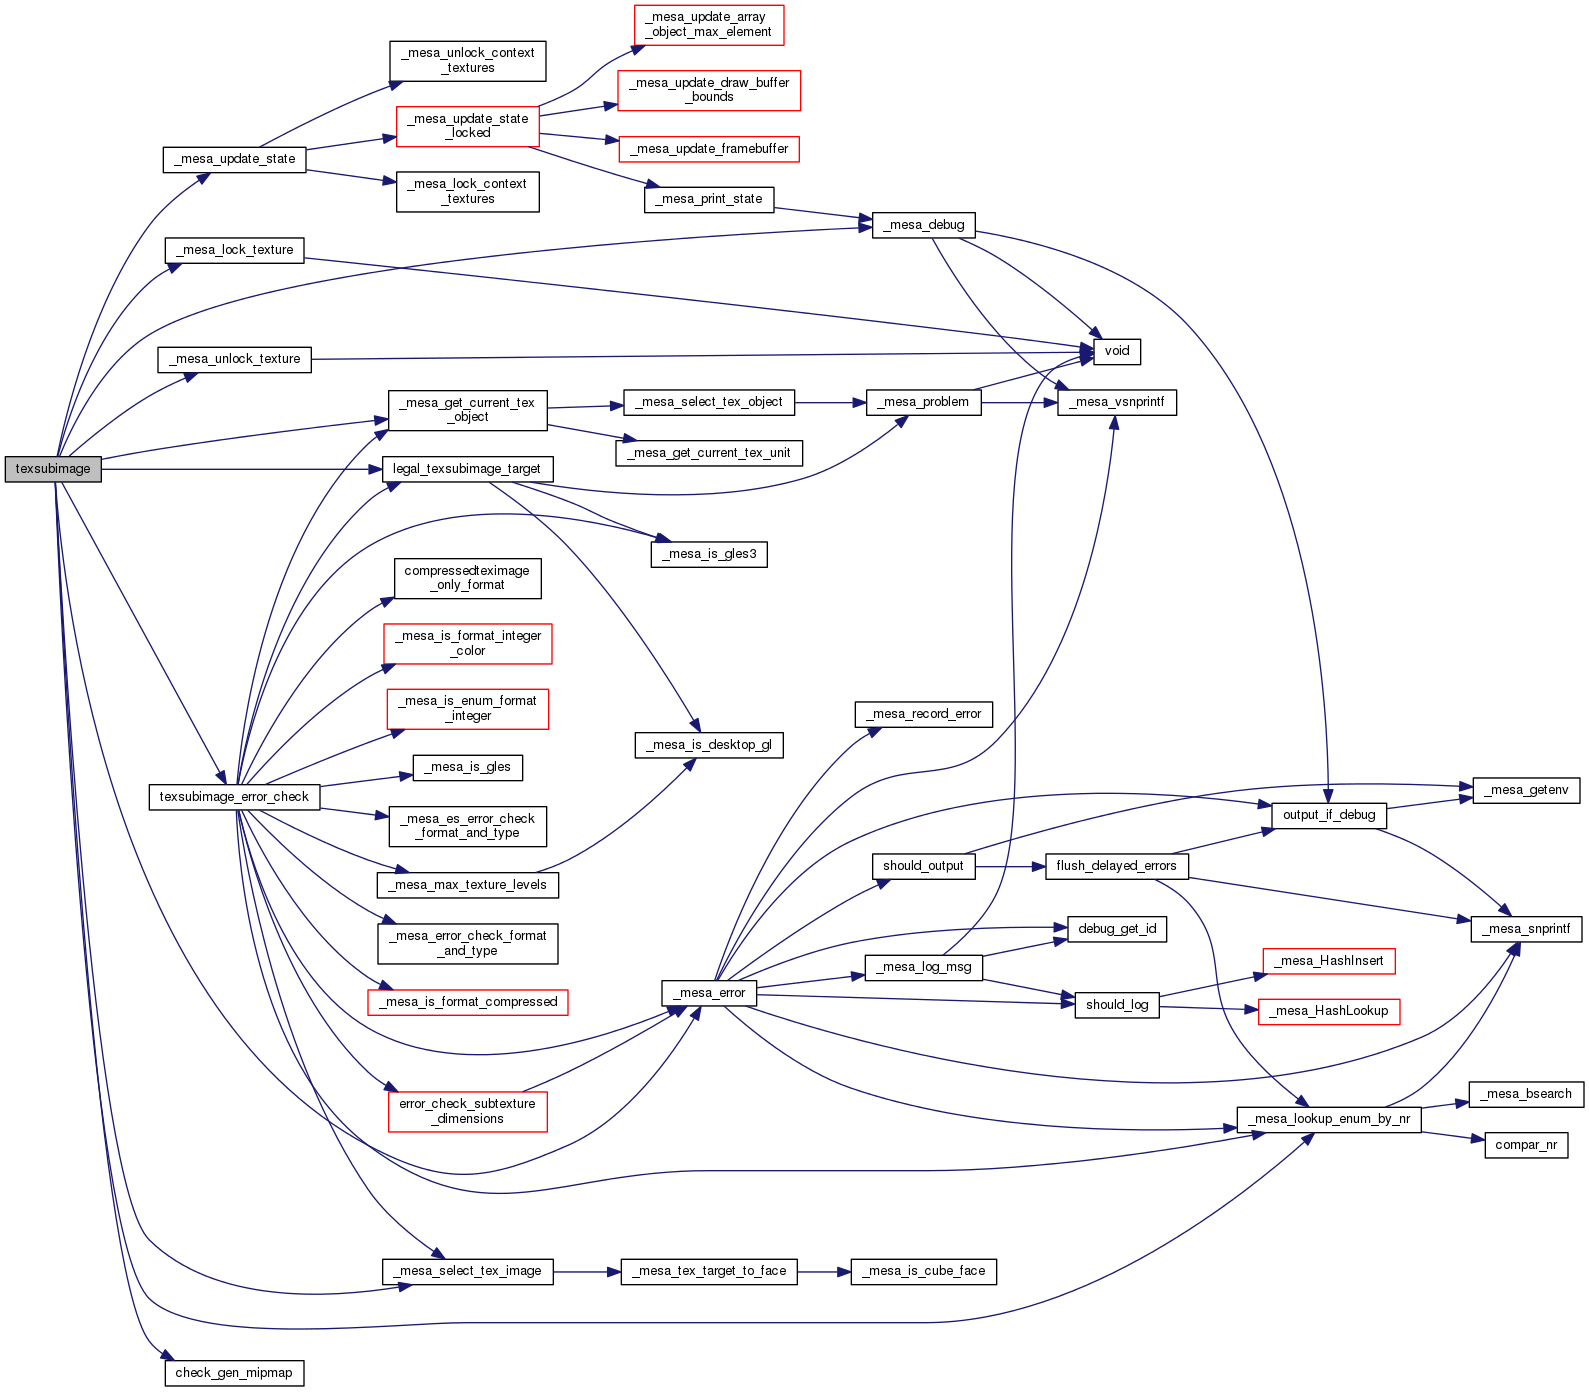 _mesa_update_array
_object_max_element
_mesa_unlock_context
_textures
_mesa_update_draw_buffer
_bounds
_mesa_update_state
_locked
_mesa_update_framebuffer
_mesa_update_state
_mesa_lock_context
_textures
_mesa_print_state
_mesa_debug
_mesa_lock_texture
void
_mesa_unlock_texture
_mesa_get_current_tex
_object
_mesa_select_tex_object
_mesa_problem
_mesa_vsnprintf
_mesa_get_current_tex_unit
texsubimage
legal_texsubimage_target
_mesa_is_gles3
compressedteximage
_only_format
_mesa_is_format_integer
_color
_mesa_is_enum_format
_integer
_mesa_record_error
_mesa_is_desktop_gl
_mesa_is_gles
_mesa_getenv
texsubimage_error_check
output_if_debug
_mesa_es_error_check
_format_and_type
should_output
flush_delayed_errors
_mesa_max_texture_levels
debug_get_id
_mesa_snprintf
_mesa_error_check_format
_and_type
_mesa_log_msg
_mesa_HashInsert
_mesa_error
should_log
_mesa_is_format_compressed
_mesa_HashLookup
error_check_subtexture
_dimensions
_mesa_bsearch
_mesa_lookup_enum_by_nr
compar_nr
_mesa_select_tex_image
_mesa_tex_target_to_face
_mesa_is_cube_face
check_gen_mipmap